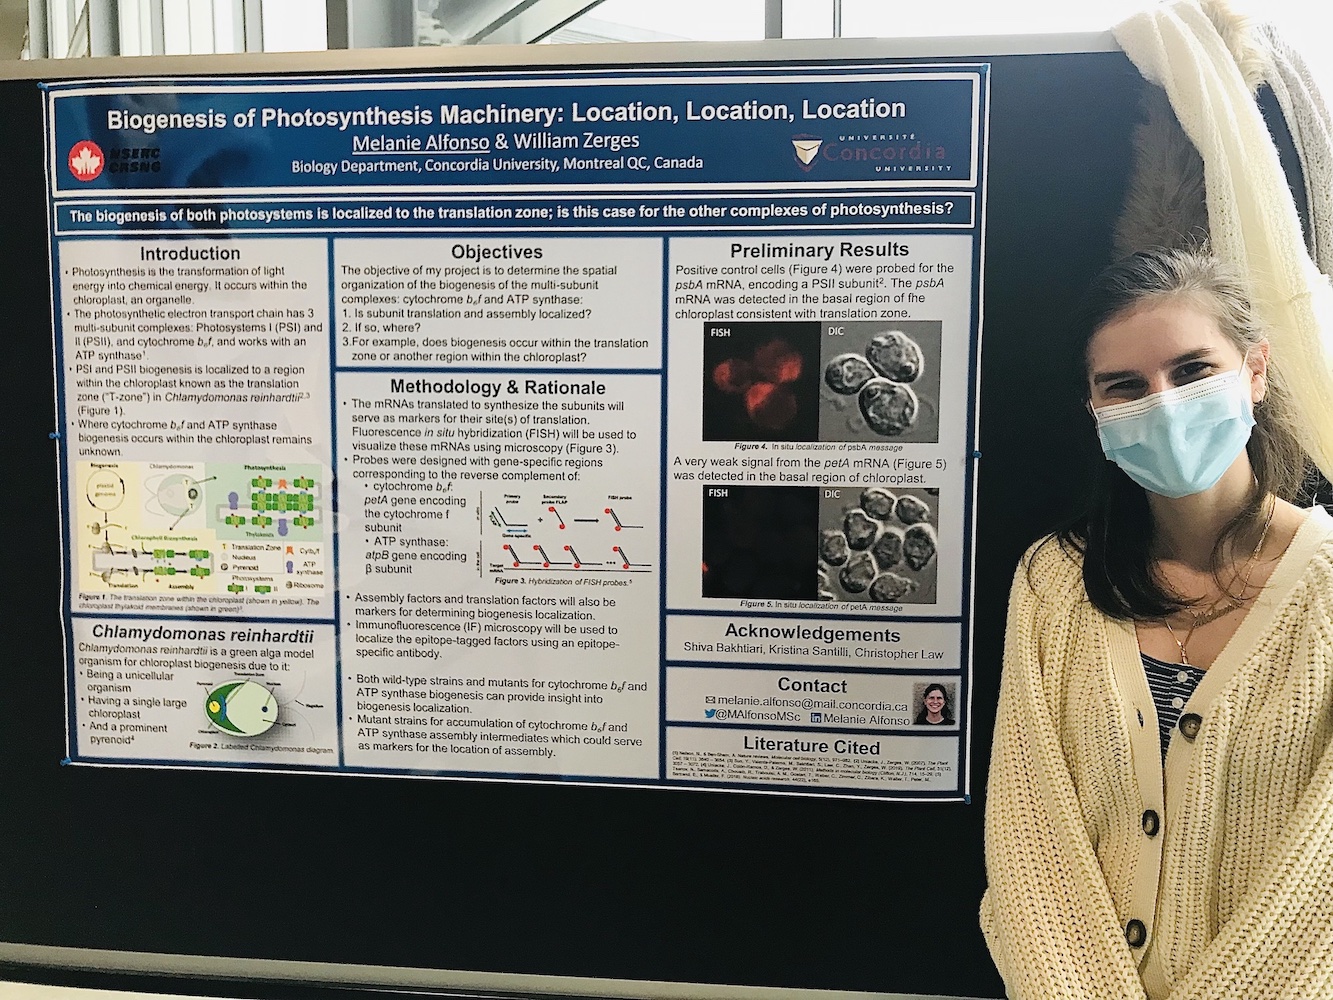 Biogenesis of Photosynthesis Machinery: Location, Location, Location
Melanie Alfonso & William Zerges
Biology Department, Concordia University, Montreal QC, Canada
NSERC
CRSNG
UNIVERSITÉ
Concordia
UNIVERSITY
The biogenesis of both photosystems is localized to the translation zone; is this case for the other complexes of photosynthesis?
Introduction
• Photosynthesis is the transformation of light
energy into chemical energy. It occurs within the
chloroplast, an organelle.
• The photosynthetic electron transport chain has 3
multi-subunit complexes: Photosystems I (PSI) and
II (PSII), and cytochrome b₆f, and works with an
ATP synthase¹.
• PSI and PSII biogenesis is localized to a region
within the chloroplast known as the translation
zone ("T-zone") in Chlamydomonas reinhardtii²,³
(Figure 1).
• Where cytochrome b₆f and ATP synthase
biogenesis occurs within the chloroplast remains
unknown.
Biogenesis
Chlamydomonas
Photosynthesis
plastid
genome
Thylakoids
Chlorophyll Biosynthesis
Translation
Assembly
Translation Zone
Nucleus
Pyrenoid
Photosystems
I
II
Cytb₆f
ATP
synthase
Ribosome
Figure 1. The translation zone within the chloroplast (shown in yellow). The
chloroplast thylakoid membranes (shown in green)².
Chlamydomonas reinhardtii
Chlamydomonas reinhardtii is a green alga model
organism for chloroplast biogenesis due to it:
• Being a unicellular
organism
• Having a single large
chloroplast
• And a prominent
pyrenoid⁴
Figure 2. Labelled Chlamydomonas diagram.
Objectives
The objective of my project is to determine the spatial
organization of the biogenesis of the multi-subunit
complexes: cytochrome b₆f and ATP synthase:
1. Is subunit translation and assembly localized?
2. If so, where?
3.For example, does biogenesis occur within the translation
zone or another region within the chloroplast?
Methodology & Rationale
• The mRNAs translated to synthesize the subunits will
serve as markers for their site(s) of translation.
Fluorescence in situ hybridization (FISH) will be used to
visualize these mRNAs using microscopy (Figure 3).
• Probes were designed with gene-specific regions
corresponding to the reverse complement of:
• cytochrome b₆f:
petA gene encoding
the cytochrome f
subunit
• ATP synthase:
atpB gene encoding
β subunit
Primary
probe
Secondary
probe FLAP
FISH probe
Gene specific
Target
mRNA
Figure 3. Hybridization of FISH probes.⁵
• Assembly factors and translation factors will also be
markers for determining biogenesis localization.
• Immunofluorescence (IF) microscopy will be used to
localize the epitope-tagged factors using an epitope-
specific antibody.
• Both wild-type strains and mutants for cytochrome b₆f and
ATP synthase biogenesis can provide insight into
biogenesis localization.
• Mutant strains for accumulation of cytochrome b₆f and
ATP synthase assembly intermediates which could serve
as markers for the location of assembly.
Preliminary Results
Positive control cells (Figure 4) were probed for the
psbA mRNA, encoding a PSII subunit². The psbA
mRNA was detected in the basal region of the
chloroplast consistent with translation zone.
FISH
DIC
Figure 4. In situ localization of psbA message
A very weak signal from the petA mRNA (Figure 5)
was detected in the basal region of chloroplast.
FISH
DIC
Figure 5. In situ localization of petA message
Acknowledgements
Shiva Bakhtiari, Kristina Santilli, Christopher Law
Contact
melanie.alfonso@mail.concordia.ca
@MAlfonsoMSc in Melanie Alfonso
Literature Cited